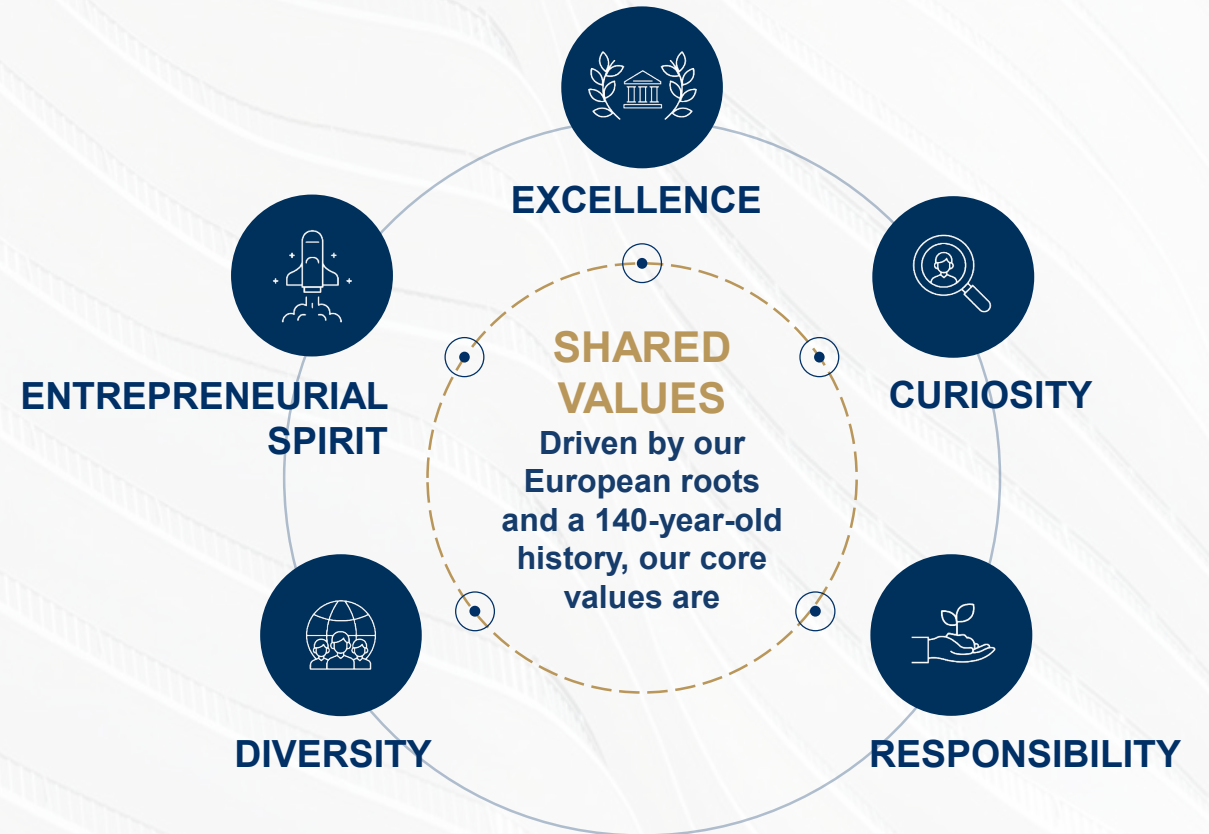 EXCELLENCE
ENTREPRENEURIAL
SPIRIT
SHARED
VALUES
Driven by our
European roots
and a 140-year-old
history, our core
values are
CURIOSITY
DIVERSITY
RESPONSIBILITY